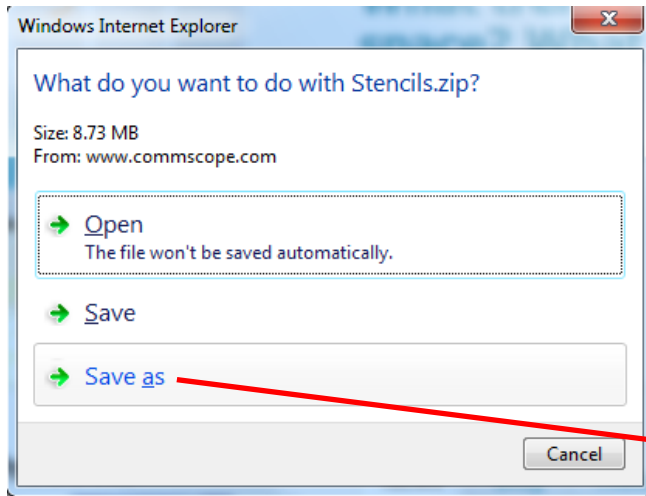 Windows Internet Explorer
What do you want to do with Stencils.zip?
Size: 8.73 MB
From: www.commscope.com
Open
The file won't be saved automatically.
Save
Save as
Cancel